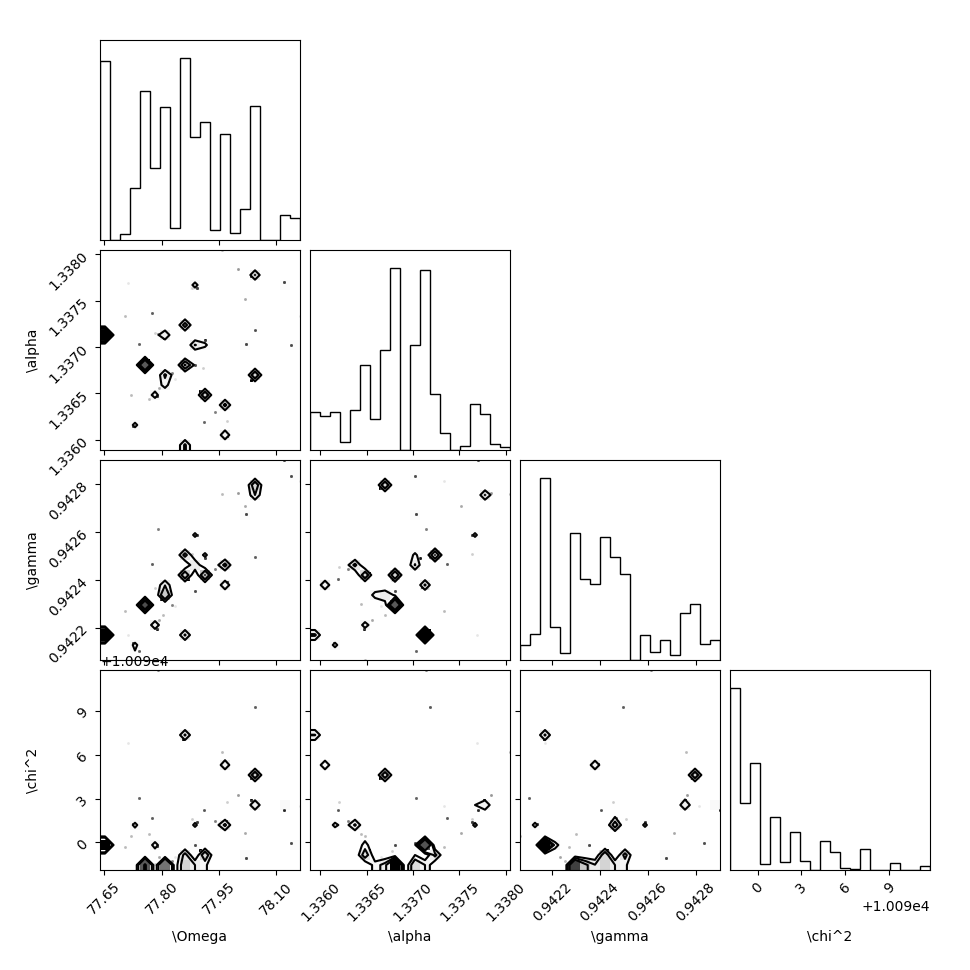 1.3380
1.3375
1.3370
1.3365
1.3360
\alpha
0.9428
0.9426
0.9424
0.9422
\gamma
+1.009e4
9
6
3
0
\chi^2
77.65 77.80 77.95 78.10
1.3360 1.3365 1.3370 1.3375 1.3380
0.9422 0.9424 0.9426 0.9428
0 3 6 9
+1.009e4
\Omega \alpha \gamma \chi^2